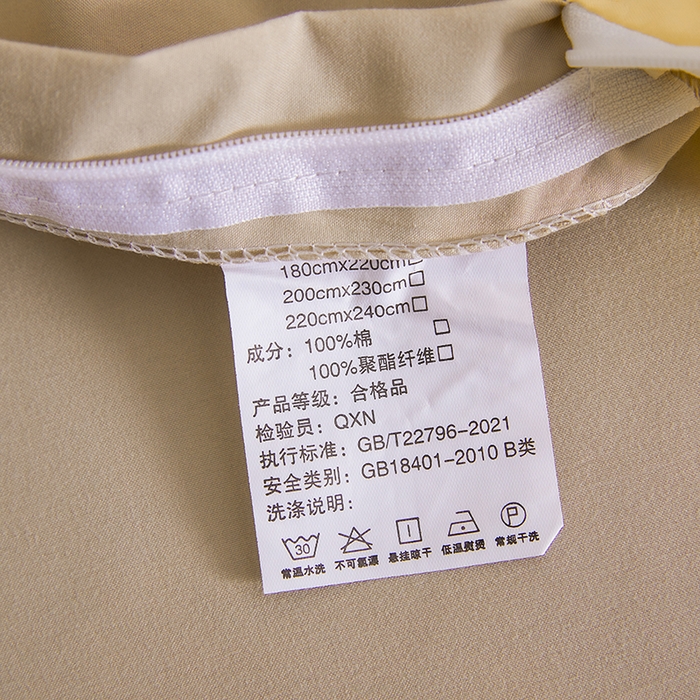 180cmx220cm□
200cmx230cm□
220cmx240cm□
成分：100%棉 □
100%聚酯纤维□
产品等级：合格品
检验员：QXN
执行标准：GB/T22796-2021
安全类别：GB18401-2010 B类
洗涤说明：
30 P
常温水洗 不可氯漂 悬挂晾干 低温熨烫 常规干洗